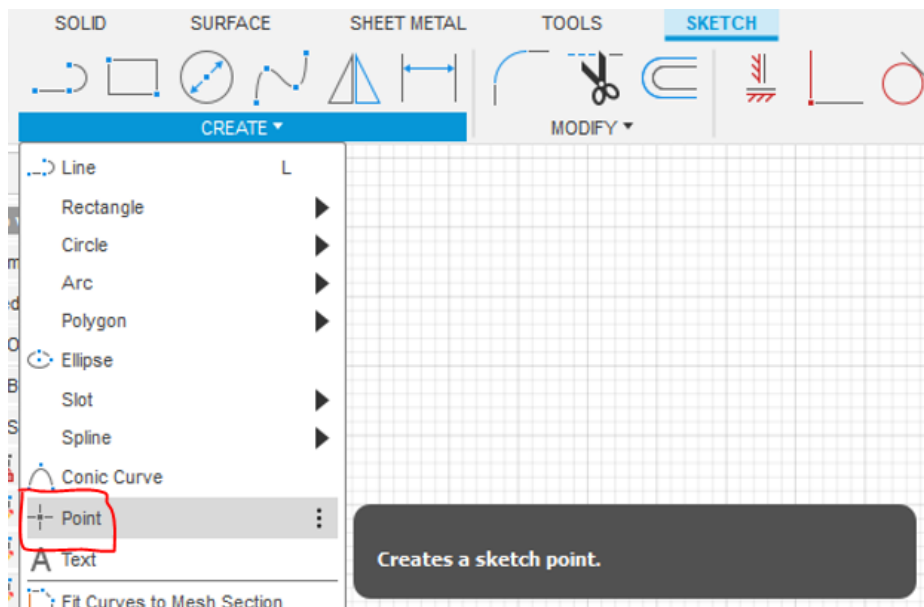 SOLID SURFACE SHEET METAL TOOLS SKETCH
CREATE MODIFY
Line L
Rectangle
Circle
Arc
Polygon
Ellipse
Slot
Spline
Conic Curve
Point
Creates a sketch point.
A Text
Fit Curves to Mesh Section